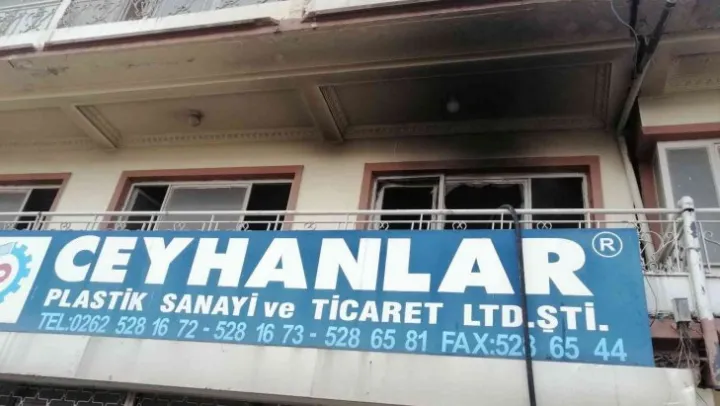 CEYHANLAR®
PLASTİK SANAYİ ve TİCARET LTD.ŞTİ.
TEL:0262 528 16 72 - 528 16 73 - 528 65 81 FAX:528 65 44